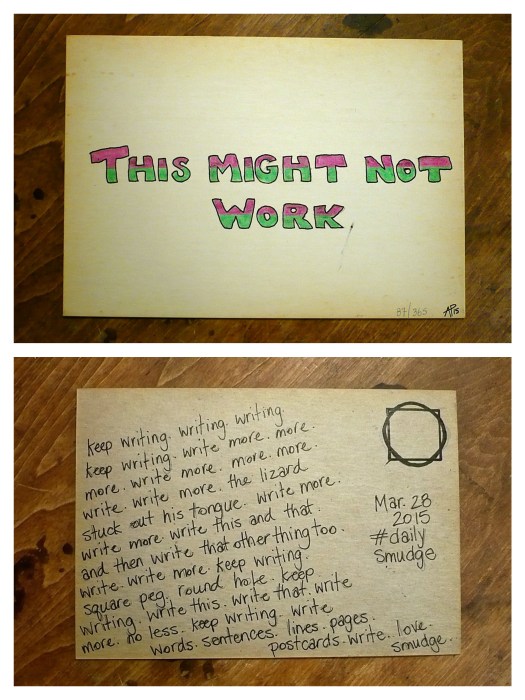 THIS MIGHT NOT
WORK
87/365 AP15
keep writing. writing. writing.
keep writing. write more. more.
more. write more. more. more.
write. write more. the lizard
stuck out his tongue. write more.
write more. write this and that.
and then write that other thing too.
write. write more. keep writing.
square peg. round hole. keep
writing. write this. write that. write
more. no less. keep writing. write
words. sentences. lines. pages.
postcards. write. love.
smudge.
Mar. 28
2015
#daily
smudge